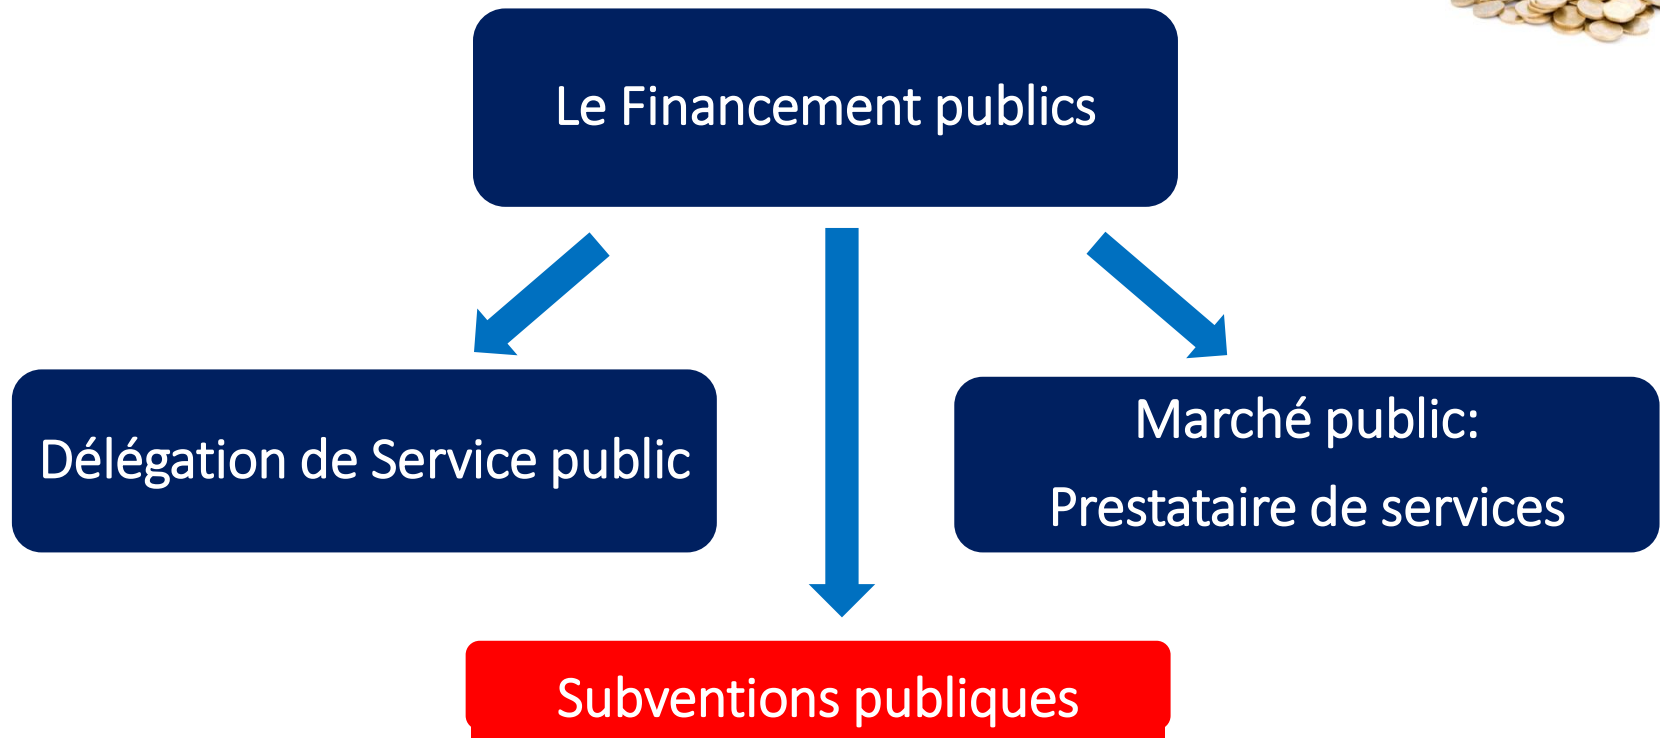 Le Financement publics
Délégation de Service public
Marché public:
Prestataire de services
Subventions publiques